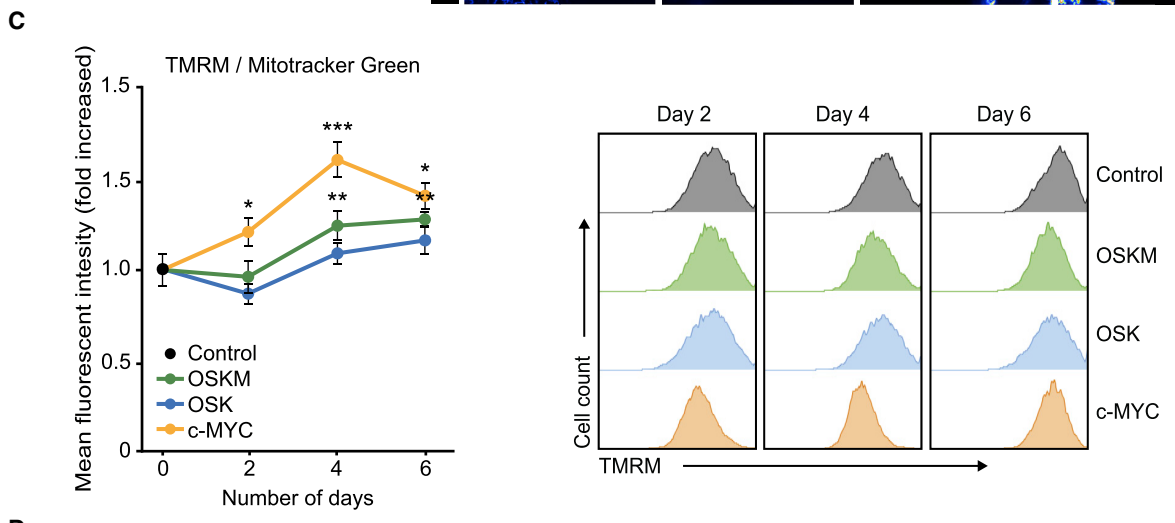 C
TMRM / Mitotracker Green
Mean fluorescent intesity (fold increased)
1.5
1.5
1.0
0.5
0
*
***
*
**
**
Control
OSKM
OSK
c-MYC
0 2 4 6
Number of days
Day 2 Day 4 Day 6
Control
OSKM
OSK
c-MYC
Cell count
TMRM